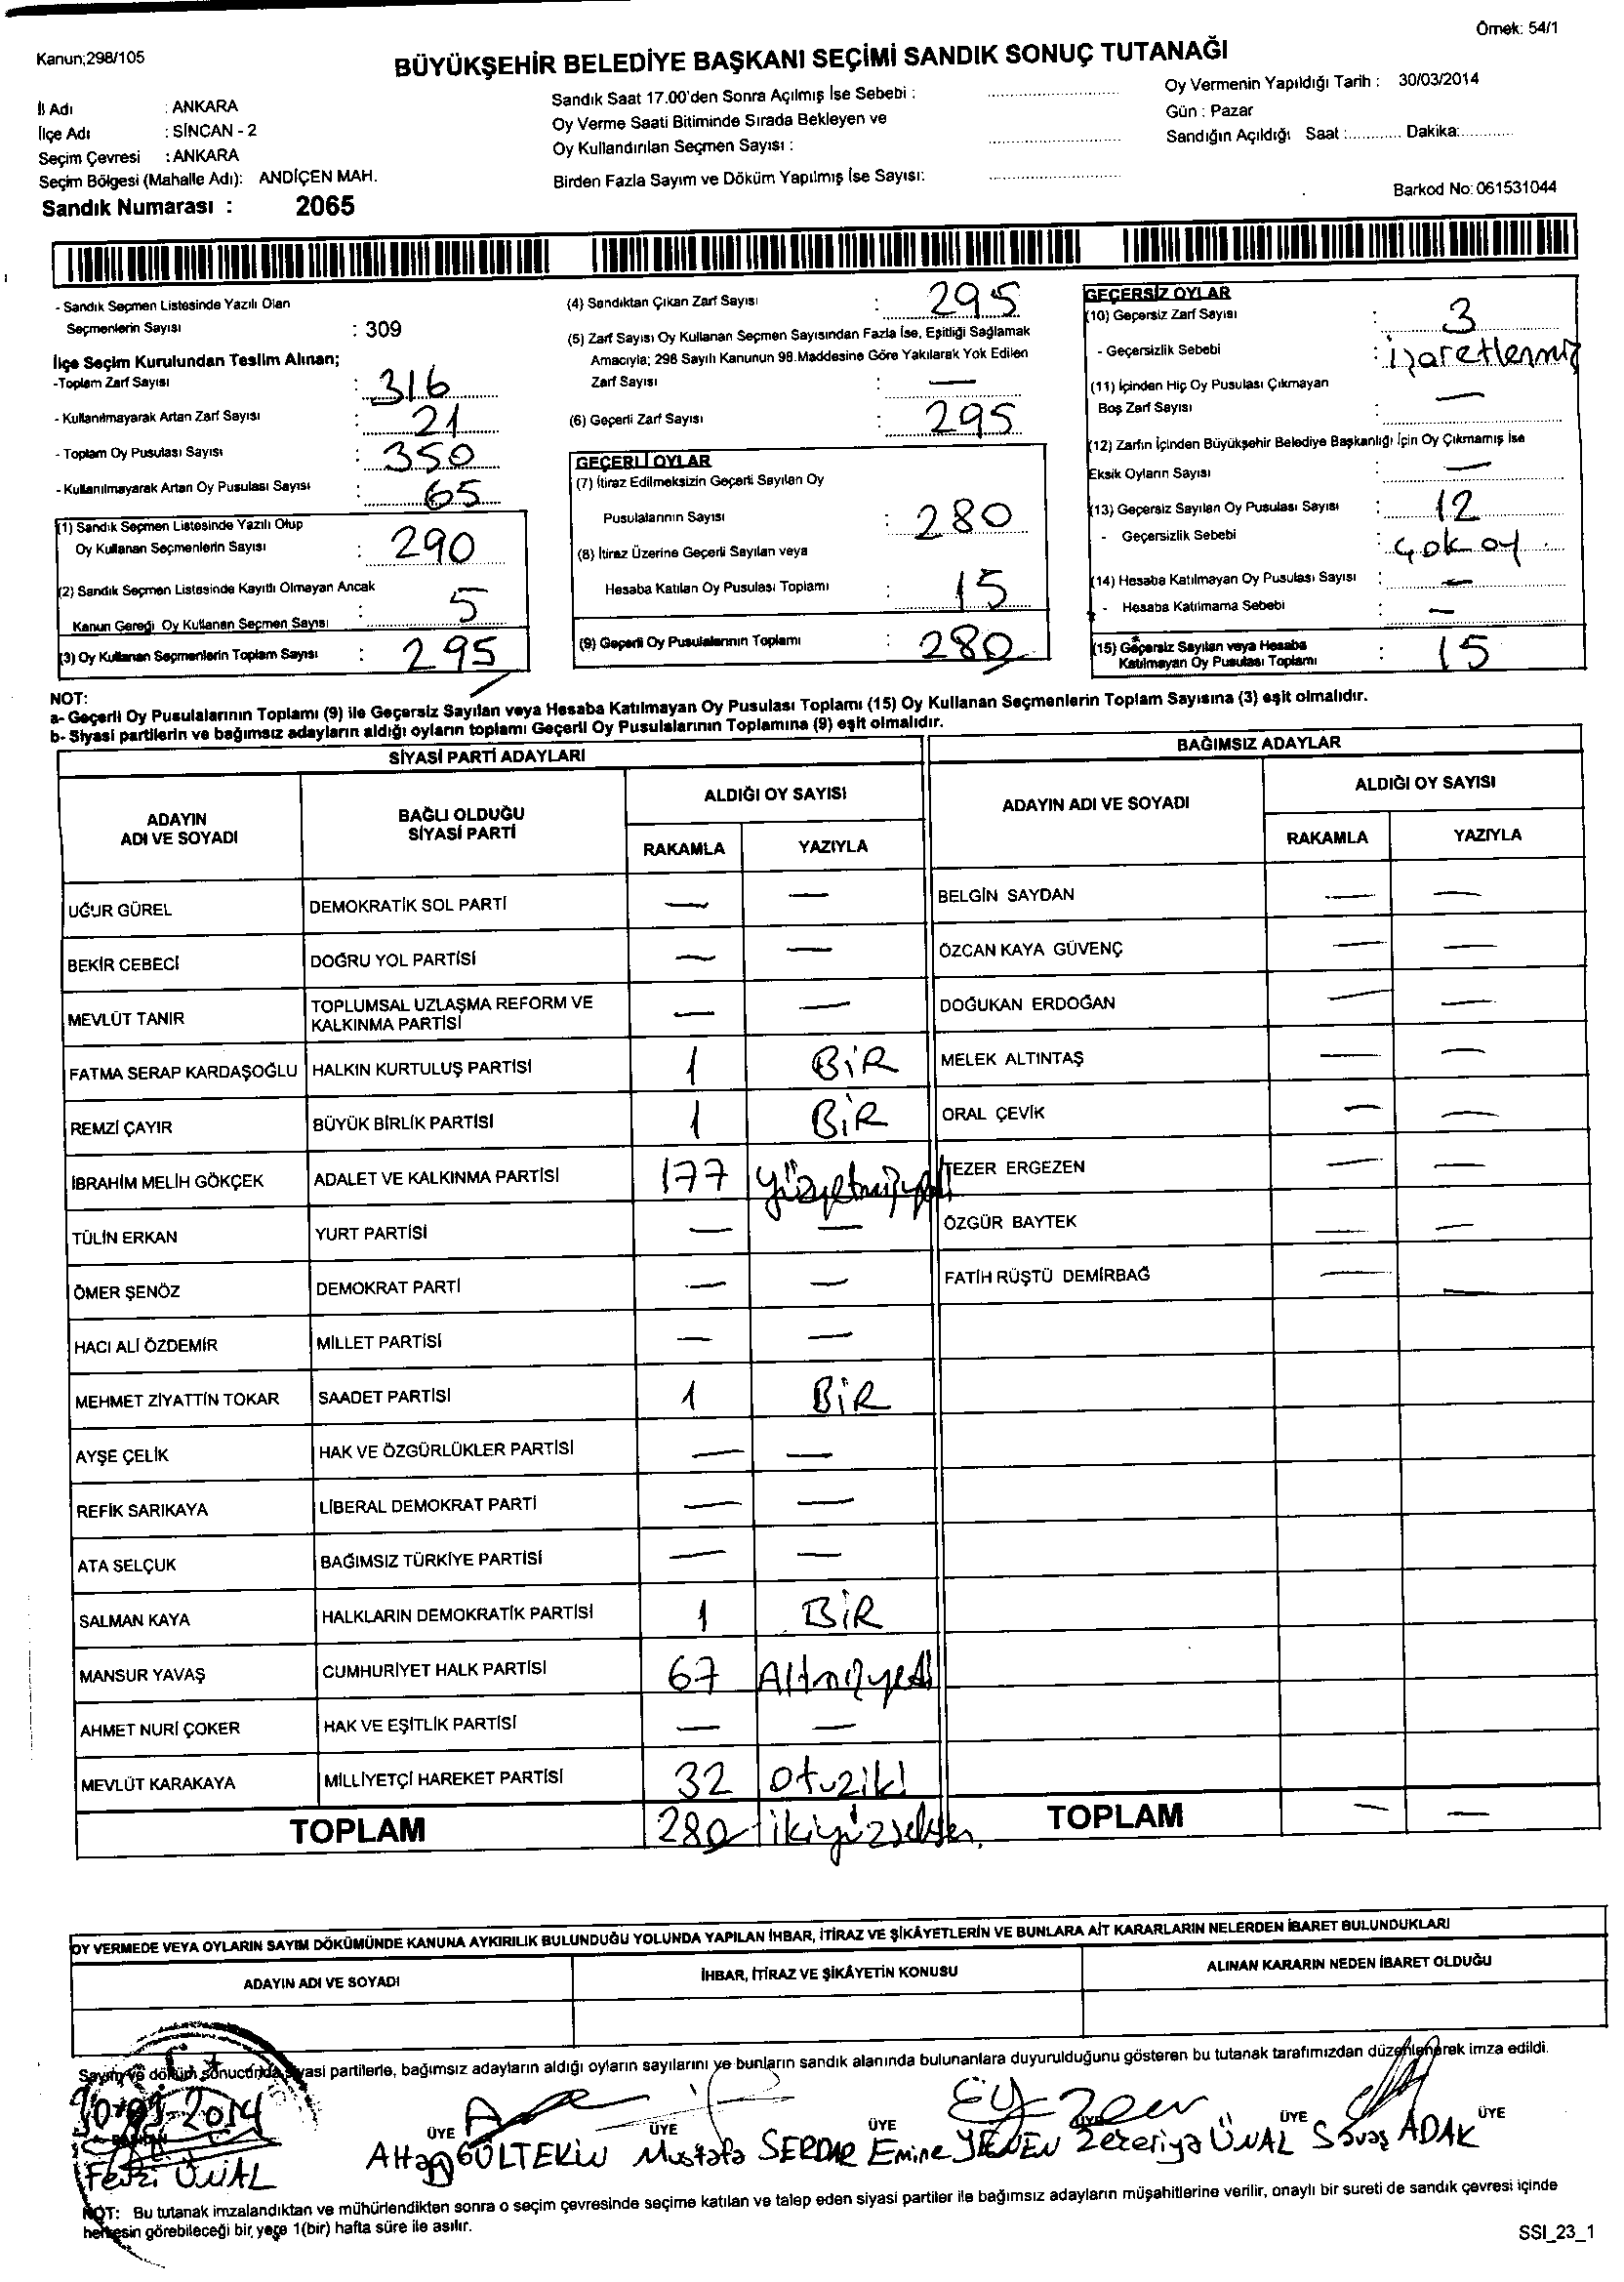 Örnek: 54/1
Kanun;298/105
BÜYÜKŞEHİR BELEDİYE BAŞKANI SEÇİMİ SANDIK SONUÇ TUTANAĞI
İl Adı : ANKARA
İlçe Adı : SİNCAN - 2
Seçim Çevresi : ANKARA
Seçim Bölgesi (Mahalle Adı): ANDİÇEN MAH.
Sandık Numarası : 2065
Sandık Saat 17.00'den Sonra Açılmış İse Sebebi :
Oy Verme Saati Bitiminde Sırada Bekleyen ve
Oy Kullandırılan Seçmen Sayısı :
Birden Fazla Sayım ve Döküm Yapılmış İse Sayısı:
Oy Vermenin Yapıldığı Tarih : 30/03/2014
Gün : Pazar
Sandığın Açıldığı Saat :............ Dakika:............
Barkod No: 061531044
- Sandık Seçmen Listesinde Yazılı Olan
Seçmenlerin Sayısı : 309
İlçe Seçim Kurulundan Teslim Alınan;
-Toplam Zarf Sayısı : 316
- Kullanılmayarak Artan Zarf Sayısı : 21
- Toplam Oy Pusulası Sayısı : 350
- Kullanılmayarak Artan Oy Pusulası Sayısı : 65
(1) Sandık Seçmen Listesinde Yazılı Olup
Oy Kullanan Seçmenlerin Sayısı : 290
(2) Sandık Seçmen Listesinde Kayıtlı Olmayan Ancak
Kanun Gereği Oy Kullanan Seçmen Sayısı : 5
(3) Oy Kullanan Seçmenlerin Toplam Sayısı : 295
(4) Sandıktan Çıkan Zarf Sayısı : 295
(5) Zarf Sayısı Oy Kullanan Seçmen Sayısından Fazla İse, Eşitliği Sağlamak
Amacıyla; 298 Sayılı Kanunun 98.Maddesine Göre Yakılarak Yok Edilen
Zarf Sayısı : —
(6) Geçerli Zarf Sayısı : 295
GEÇERLİ OYLAR
(7) İtiraz Edilmeksizin Geçerli Sayılan Oy
Pusulalarının Sayısı : 280
(8) İtiraz Üzerine Geçerli Sayılan veya
Hesaba Katılan Oy Pusulası Toplamı : 15
(9) Geçerli Oy Pusulalarının Toplamı : 280
GEÇERSİZ OYLAR
(10) Geçersiz Zarf Sayısı : 3
- Geçersizlik Sebebi : işaretlenmiş
(11) İçinden Hiç Oy Pusulası Çıkmayan
Boş Zarf Sayısı : —
(12) Zarfın İçinden Büyükşehir Belediye Başkanlığı İçin Oy Çıkmamış İse
Eksik Oyların Sayısı : —
(13) Geçersiz Sayılan Oy Pusulası Sayısı : 12
- Geçersizlik Sebebi : Çok oy
(14) Hesaba Katılmayan Oy Pusulası Sayısı : —
- Hesaba Katılmama Sebebi : —
(15) Geçersiz Sayılan veya Hesaba
Katılmayan Oy Pusulası Toplamı : 15
NOT:
a- Geçerli Oy Pusulalarının Toplamı (9) ile Geçersiz Sayılan veya Hesaba Katılmayan Oy Pusulası Toplamı (15) Oy Kullanan Seçmenlerin Toplam Sayısına (3) eşit olmalıdır.
b- Siyasi partilerin ve bağımsız adayların aldığı oyların toplamı Geçerli Oy Pusulalarının Toplamına (9) eşit olmalıdır.
SİYASİ PARTİ ADAYLARI
ADAYIN ADI VE SOYADI BAĞLI OLDUĞU SİYASİ PARTİ ALDIĞI OY SAYISI
RAKAMLA YAZIYLA
UĞUR GÜREL DEMOKRATİK SOL PARTİ — —
BEKİR CEBECİ DOĞRU YOL PARTİSİ — —
MEVLÜT TANIR TOPLUMSAL UZLAŞMA REFORM VE KALKINMA PARTİSİ — —
FATMA SERAP KARDAŞOĞLU HALKIN KURTULUŞ PARTİSİ 1 BİR
REMZİ ÇAYIR BÜYÜK BİRLİK PARTİSİ 1 BİR
İBRAHİM MELİH GÖKÇEK ADALET VE KALKINMA PARTİSİ 177 yüzyetmişyedi
TÜLİN ERKAN YURT PARTİSİ — —
ÖMER ŞENÖZ DEMOKRAT PARTİ — —
HACI ALİ ÖZDEMİR MİLLET PARTİSİ — —
MEHMET ZİYATTİN TOKAR SAADET PARTİSİ 1 BİR
AYŞE ÇELİK HAK VE ÖZGÜRLÜKLER PARTİSİ — —
REFİK SARIKAYA LİBERAL DEMOKRAT PARTİ — —
ATA SELÇUK BAĞIMSIZ TÜRKİYE PARTİSİ — —
SALMAN KAYA HALKLARIN DEMOKRATİK PARTİSİ 1 BİR
MANSUR YAVAŞ CUMHURİYET HALK PARTİSİ 67 Altmışyedi
AHMET NURİ ÇOKER HAK VE EŞİTLİK PARTİSİ — —
MEVLÜT KARAKAYA MİLLİYETÇİ HAREKET PARTİSİ 32 otuziki
TOPLAM 280 ikiyüzseksen.
BAĞIMSIZ ADAYLAR
ADAYIN ADI VE SOYADI ALDIĞI OY SAYISI
RAKAMLA YAZIYLA
BELGİN SAYDAN — —
ÖZCAN KAYA GÜVENÇ — —
DOĞUKAN ERDOĞAN — —
MELEK ALTINTAŞ — —
ORAL ÇEVİK — —
TEZER ERGEZEN — —
ÖZGÜR BAYTEK — —
FATİH RÜŞTÜ DEMİRBAĞ — —
TOPLAM — —
OY VERMEDE VEYA OYLARIN SAYIM DÖKÜMÜNDE KANUNA AYKIRILIK BULUNDUĞU YOLUNDA YAPILAN İHBAR, İTİRAZ VE ŞİKÂYETLERİN VE BUNLARA AİT KARARLARIN NELERDEN İBARET BULUNDUKLARI
ADAYIN ADI VE SOYADI İHBAR, İTİRAZ VE ŞİKÂYETİN KONUSU ALINAN KARARIN NEDEN İBARET OLDUĞU
Sayım ve döküm sonucunda siyasi partilerle, bağımsız adayların aldığı oyların sayılarını ve bunların sandık alanında bulunanlara duyurulduğunu gösteren bu tutanak tarafımızdan düzenlenerek imza edildi.
2014
ÜYE ÜYE ÜYE ÜYE ÜYE
ÜNAL GÜLTEKİN Mustafa SERDAR Emine YENEN Zekeriya ÜNAL Savaş ADAK
NOT: Bu tutanak imzalandıktan ve mühürlendikten sonra o seçim çevresinde seçime katılan ve talep eden siyasi partiler ile bağımsız adayların müşahitlerine verilir, onaylı bir sureti de sandık çevresi içinde
herkesin görebileceği bir yere 1(bir) hafta süre ile asılır.
SSI_23_1